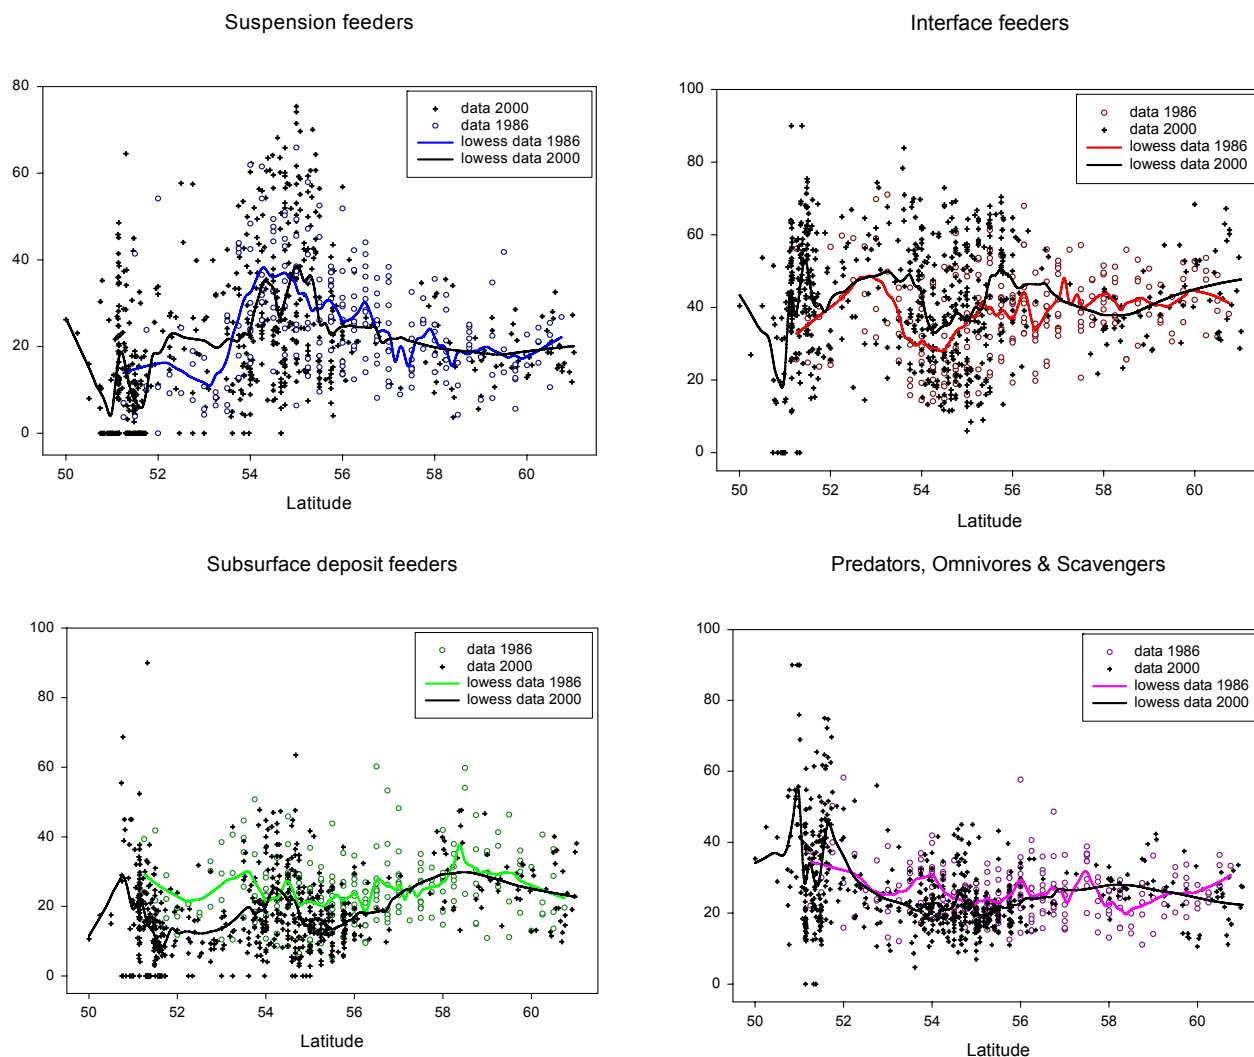 Suspension feeders
80
60
40
20
0
50 52 54 56 58 60
Latitude
data 2000
data 1986
lowess data 1986
lowess data 2000
Interface feeders
100
80
60
40
20
0
50 52 54 56 58 60
Latitude
data 1986
data 2000
lowess data 1986
lowess data 2000
Subsurface deposit feeders
100
80
60
40
20
0
50 52 54 56 58 60
Latitude
data 1986
data 2000
lowess data 1986
lowess data 2000
Predators, Omnivores & Scavengers
100
80
60
40
20
0
50 52 54 56 58 60
Latitude
data 1986
data 2000
lowess data 1986
lowess data 2000